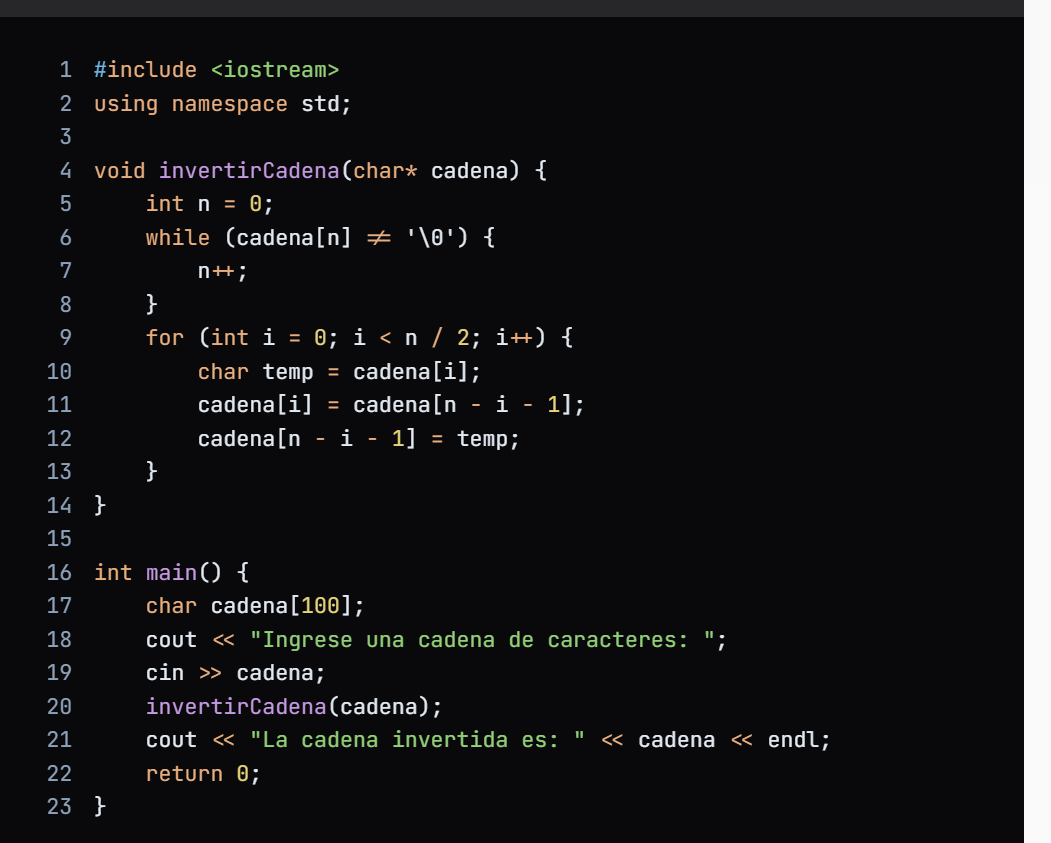 1 #include <iostream>
2 using namespace std;
3
4 void invertirCadena(char* cadena) {
5     int n = 0;
6     while (cadena[n] != '\0') {
7         n++;
8     }
9     for (int i = 0; i < n / 2; i++) {
10         char temp = cadena[i];
11         cadena[i] = cadena[n - i - 1];
12         cadena[n - i - 1] = temp;
13     }
14 }
15
16 int main() {
17     char cadena[100];
18     cout << "Ingrese una cadena de caracteres: ";
19     cin >> cadena;
20     invertirCadena(cadena);
21     cout << "La cadena invertida es: " << cadena << endl;
22     return 0;
23 }